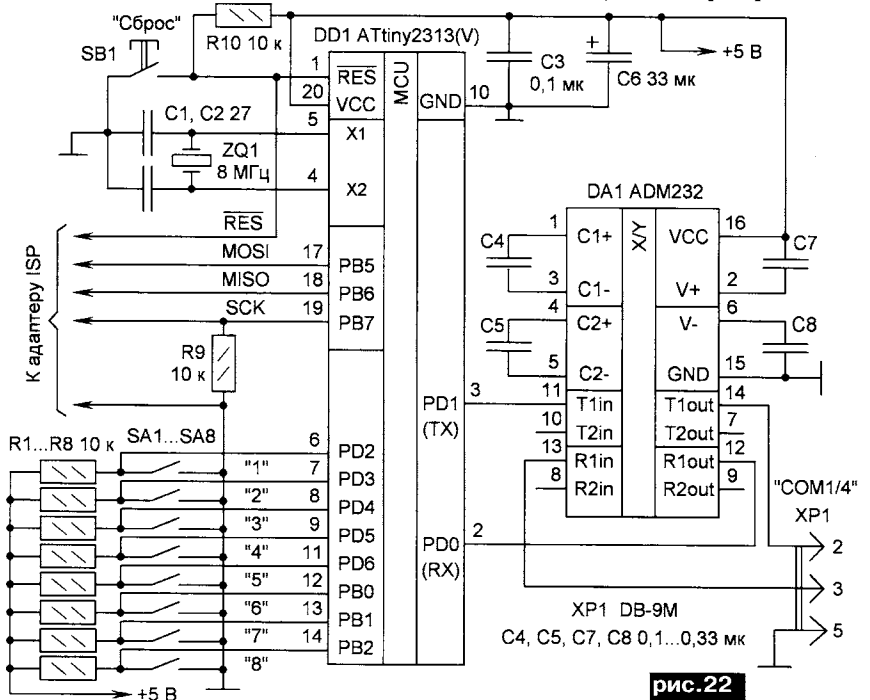 "Сброс"
SB1
R10 10 к
DD1 ATtiny2313(V)
+5 В
C3
0,1 мк
+
C6 33 мк
1
RES
MCU
20
VCC
GND
10
C1, C2 27
5
X1
ZQ1
8 МГц
4
X2
К адаптеру ISP
RES
MOSI
17
PB5
MISO
18
PB6
SCK
19
PB7
R9
10 к
DA1 ADM232
1
C1+
X/Y
VCC
16
C4
C7
3
C1-
V+
2
4
C2+
V-
6
C5
C8
5
C2-
GND
15
3
PD1
(TX)
11
T1in
T1out
14
10
T2in
T2out
7
13
R1in
R1out
12
8
R2in
R2out
9
R1...R8 10 к
SA1...SA8
6
PD2
"1"
7
PD3
"2"
8
PD4
"3"
9
PD5
"4"
11
PD6
"5"
12
PB0
"6"
13
PB1
"7"
14
PB2
"8"
+5 В
2
PD0
(RX)
"COM1/4"
XP1
2
3
5
XP1 DB-9M
C4, C5, C7, C8 0,1...0,33 мк
рис.22